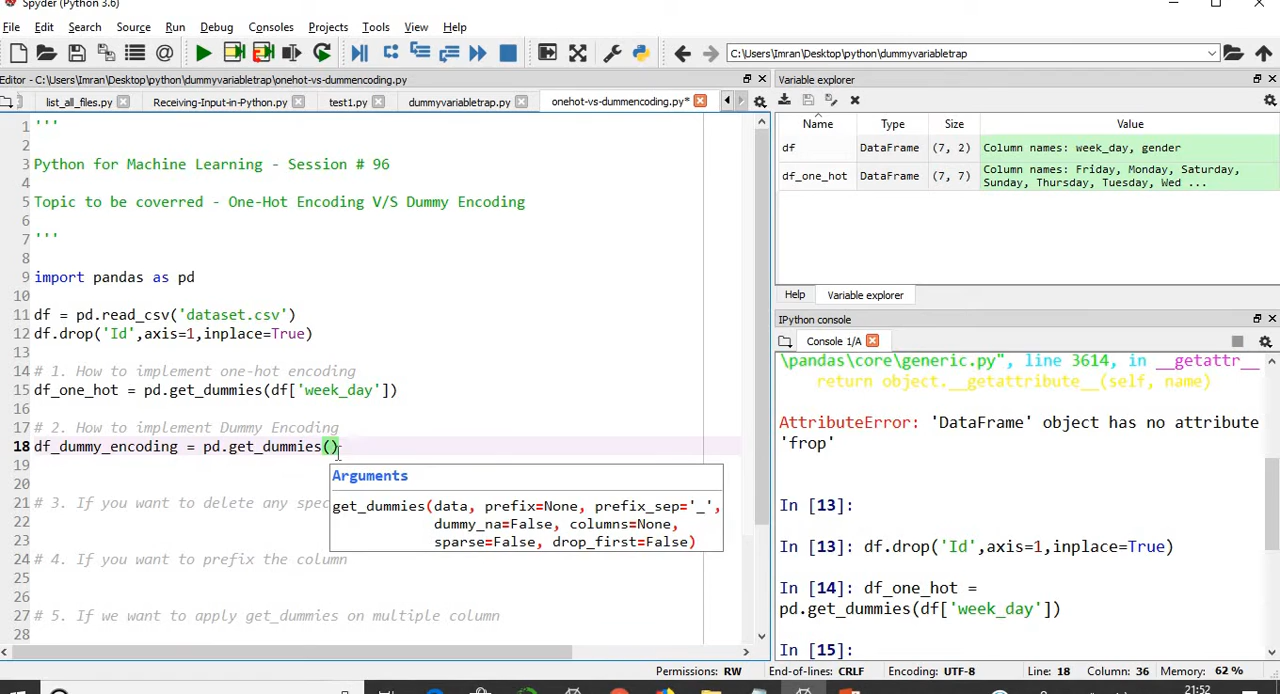 Spyder (Python 3.6)
File Edit Search Source Run Debug Consoles Projects Tools View Help
C:\Users\Imran\Desktop\python\dummyvariabletrap
Editor - C:\Users\Imran\Desktop\python\dummyvariabletrap\onehot-vs-dummencoding.py
list_all_files.py Receiving-Input-in-Python.py test1.py dummyvariabletrap.py onehot-vs-dummencoding.py*
1 '''
2
3 Python for Machine Learning - Session # 96
4
5 Topic to be coverred - One-Hot Encoding V/S Dummy Encoding
6
7 '''
8
9 import pandas as pd
10
11 df = pd.read_csv('dataset.csv')
12 df.drop('Id',axis=1,inplace=True)
13
14 # 1. How to implement one-hot encoding
15 df_one_hot = pd.get_dummies(df['week_day'])
16
17 # 2. How to implement Dummy Encoding
18 df_dummy_encoding = pd.get_dummies()
19
20
21 # 3. If you want to delete any spec
22
23
24 # 4. If you want to prefix the column
25
26
27 # 5. If we want to apply get_dummies on multiple column
28
Arguments
get_dummies(data, prefix=None, prefix_sep='_',
dummy_na=False, columns=None,
sparse=False, drop_first=False)
Variable explorer
Name Type Size Value
df DataFrame (7, 2) Column names: week_day, gender
df_one_hot DataFrame (7, 7) Column names: Friday, Monday, Saturday,
Sunday, Thursday, Tuesday, Wed ...
Help Variable explorer
IPython console
Console 1/A
\pandas\core\generic.py", line 3614, in __getattr__
return object.__getattribute__(self, name)
AttributeError: 'DataFrame' object has no attribute
'frop'
In [13]:
In [13]: df.drop('Id',axis=1,inplace=True)
In [14]: df_one_hot =
pd.get_dummies(df['week_day'])
In [15]:
Permissions: RW End-of-lines: CRLF Encoding: UTF-8 Line: 18 Column: 36 Memory: 62 %
21:52